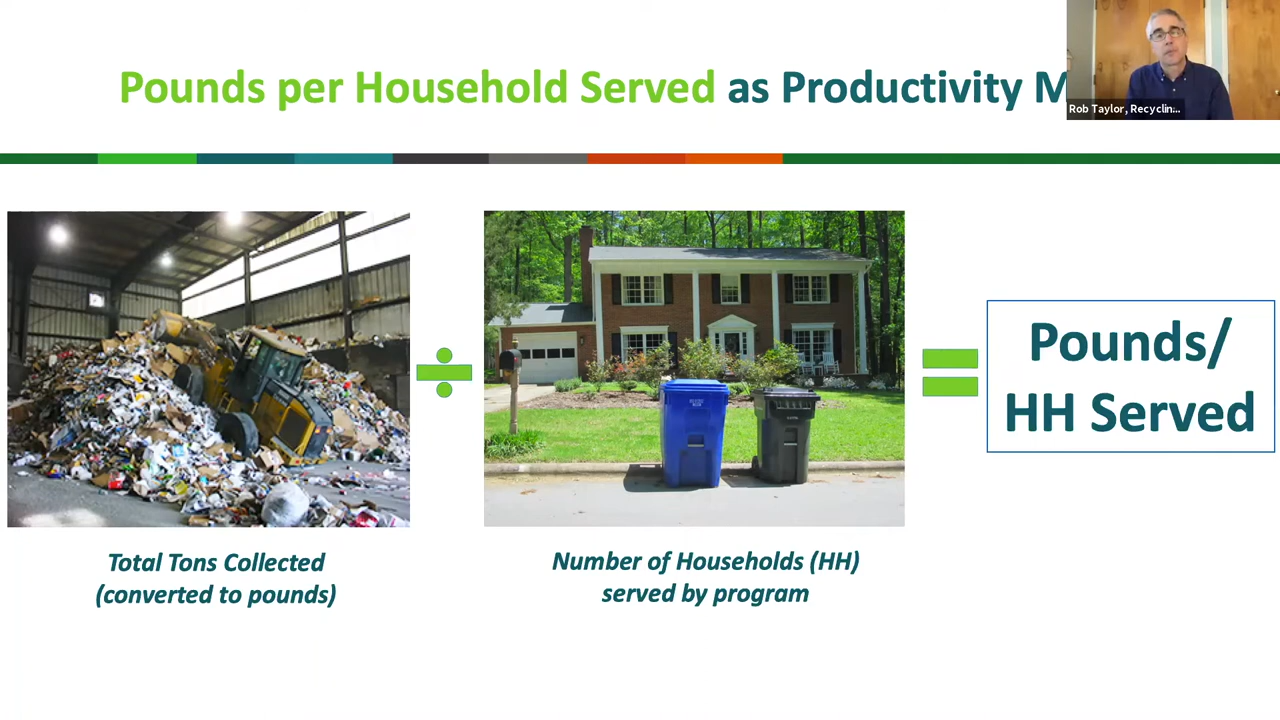 Pounds per Household Served as Productivity M
Rob Taylor, Recyclin...
Pounds/
HH Served
Total Tons Collected
(converted to pounds)
Number of Households (HH)
served by program